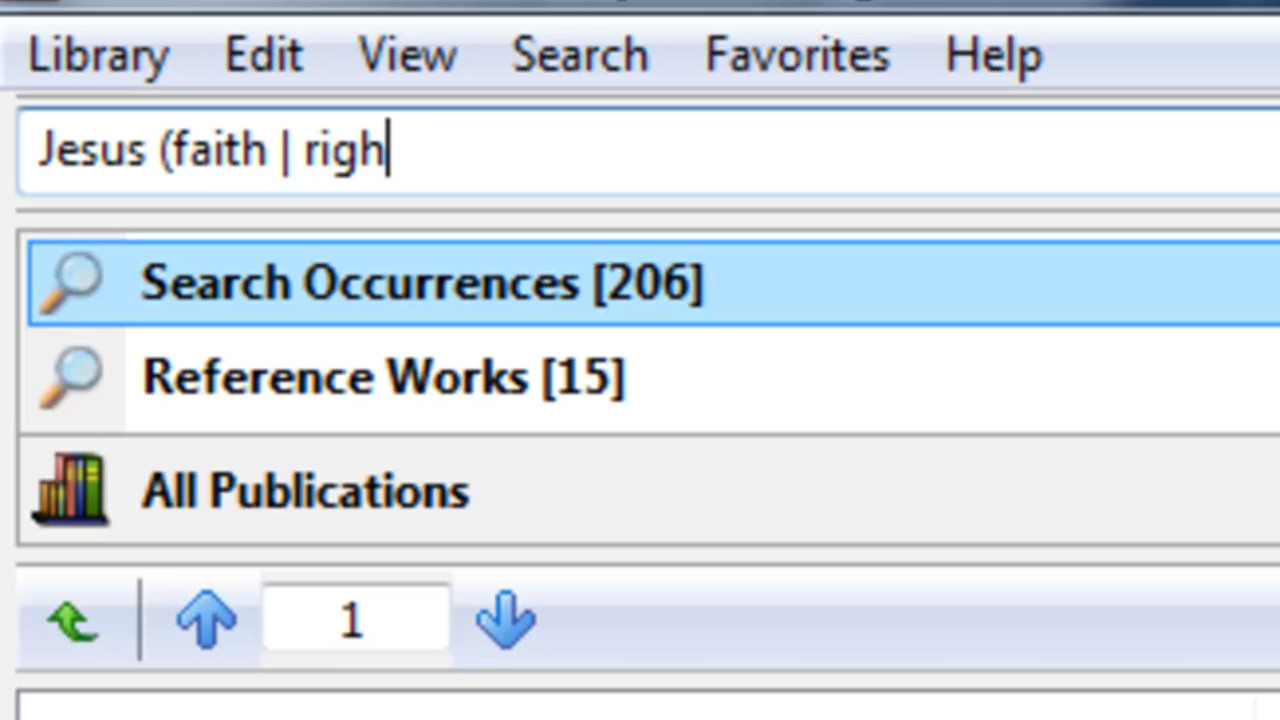 Library Edit View Search Favorites Help
Jesus (faith | righ
Search Occurrences [206]
Reference Works [15]
All Publications
1